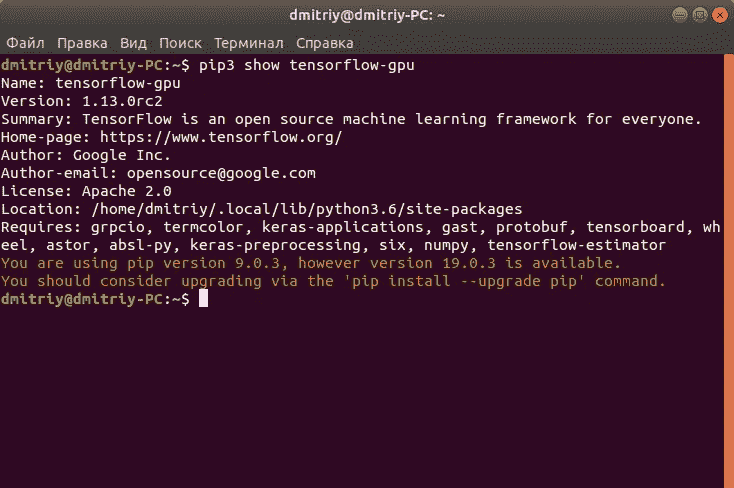 dmitriy@dmitriy-PC: ~
Файл Правка Вид Поиск Терминал Справка
dmitriy@dmitriy-PC:~$ pip3 show tensorflow-gpu
Name: tensorflow-gpu
Version: 1.13.0rc2
Summary: TensorFlow is an open source machine learning framework for everyone.
Home-page: https://www.tensorflow.org/
Author: Google Inc.
Author-email: opensource@google.com
License: Apache 2.0
Location: /home/dmitriy/.local/lib/python3.6/site-packages
Requires: grpcio, termcolor, keras-applications, gast, protobuf, tensorboard, wh
eel, astor, absl-py, keras-preprocessing, six, numpy, tensorflow-estimator
You are using pip version 9.0.3, however version 19.0.3 is available.
You should consider upgrading via the 'pip install --upgrade pip' command.
dmitriy@dmitriy-PC:~$